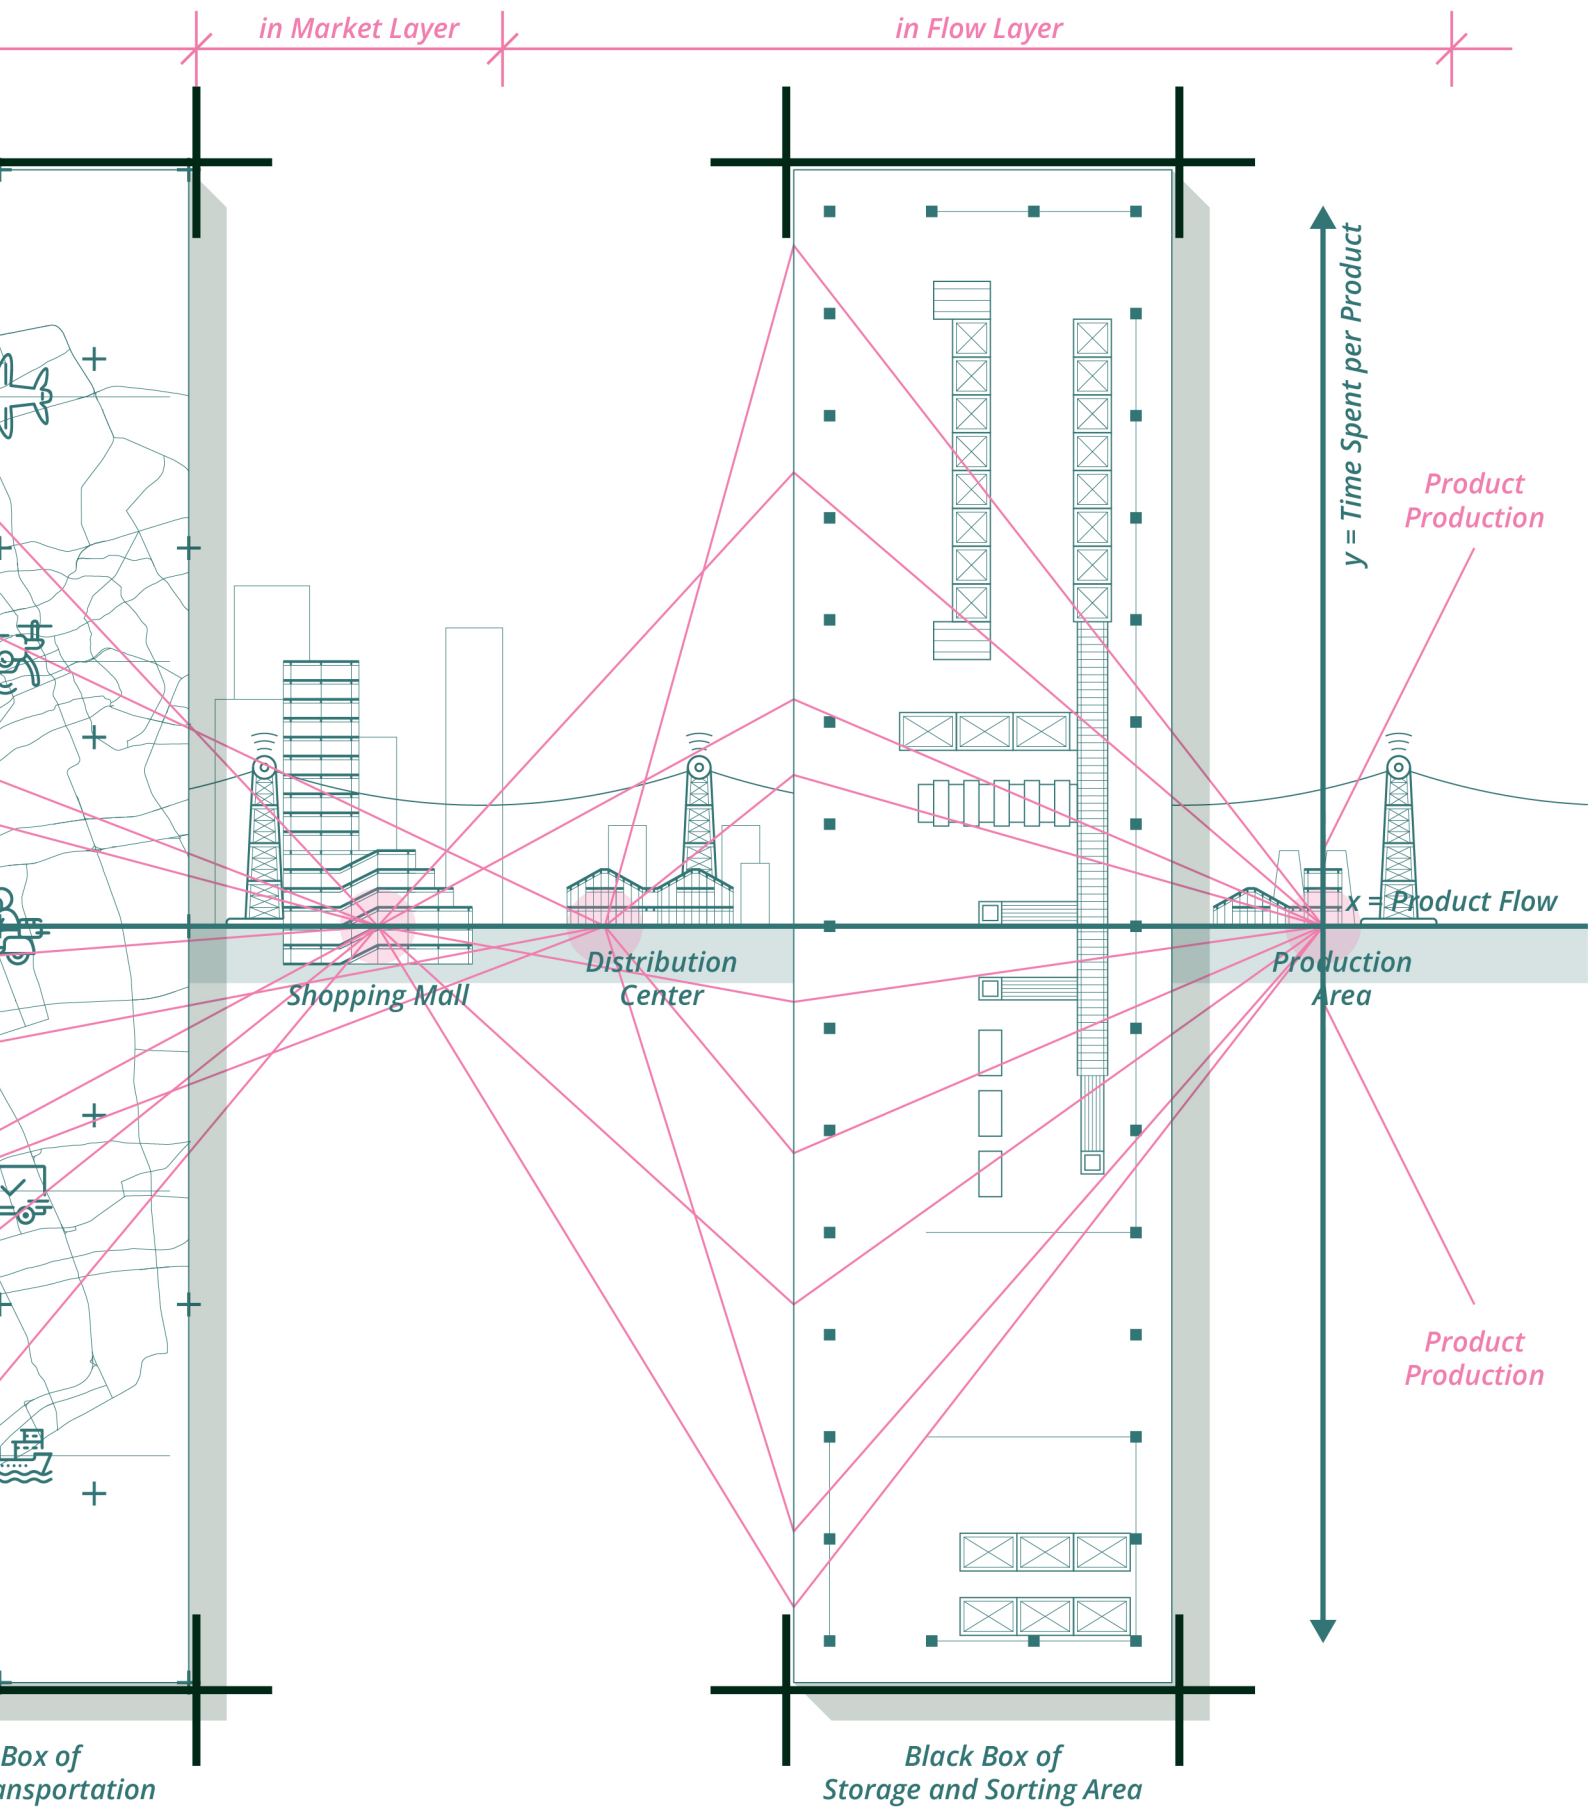 in Market Layer
in Flow Layer
y = Time Spent per Product
Product
Production
x = Product Flow
Shopping Mall
Distribution
Center
Production
Area
Product
Production
Box of
ansportation
Black Box of
Storage and Sorting Area